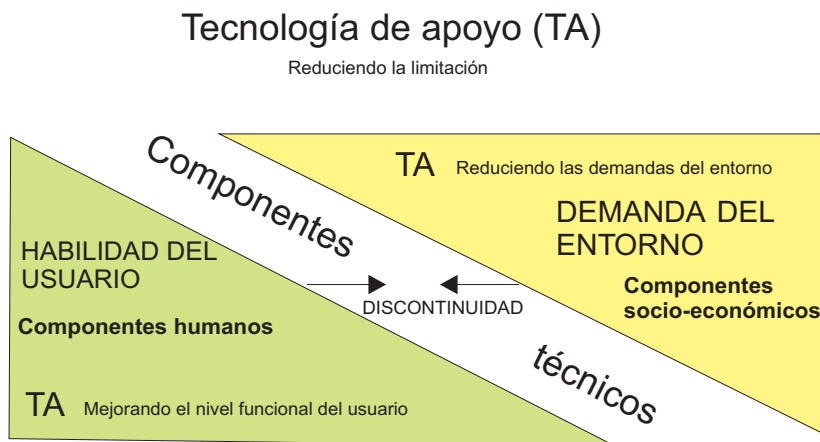 Tecnología de apoyo (TA)
Reduciendo la limitación
Componentes
TA Reduciendo las demandas del entorno
DEMANDA DEL
ENTORNO
Componentes
socio-económicos
HABILIDAD DEL
USUARIO
Componentes humanos
DISCONTINUIDAD
técnicos
TA Mejorando el nivel funcional del usuario